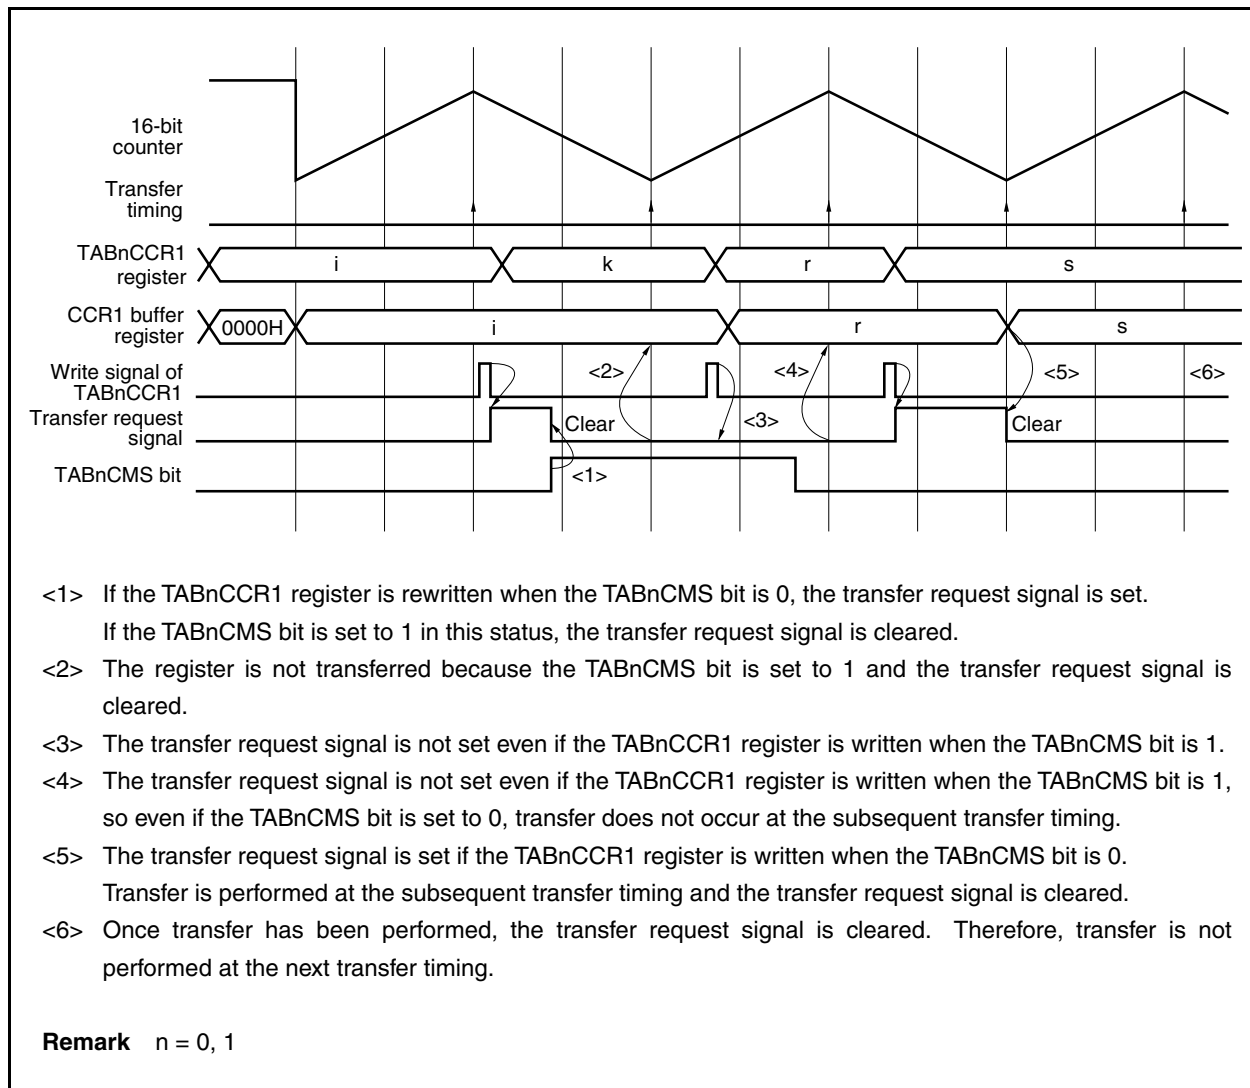 16-bit
counter
Transfer
timing
TABnCCR1
register
i k r s
CCR1 buffer
register
0000H i r s
Write signal of
TABnCCR1
<2> <4> <5> <6>
Transfer request
signal
Clear <3> Clear
TABnCMS bit
<1>
<1> If the TABnCCR1 register is rewritten when the TABnCMS bit is 0, the transfer request signal is set.
If the TABnCMS bit is set to 1 in this status, the transfer request signal is cleared.
<2> The register is not transferred because the TABnCMS bit is set to 1 and the transfer request signal is
cleared.
<3> The transfer request signal is not set even if the TABnCCR1 register is written when the TABnCMS bit is 1.
<4> The transfer request signal is not set even if the TABnCCR1 register is written when the TABnCMS bit is 1,
so even if the TABnCMS bit is set to 0, transfer does not occur at the subsequent transfer timing.
<5> The transfer request signal is set if the TABnCCR1 register is written when the TABnCMS bit is 0.
Transfer is performed at the subsequent transfer timing and the transfer request signal is cleared.
<6> Once transfer has been performed, the transfer request signal is cleared. Therefore, transfer is not
performed at the next transfer timing.
Remark n = 0, 1